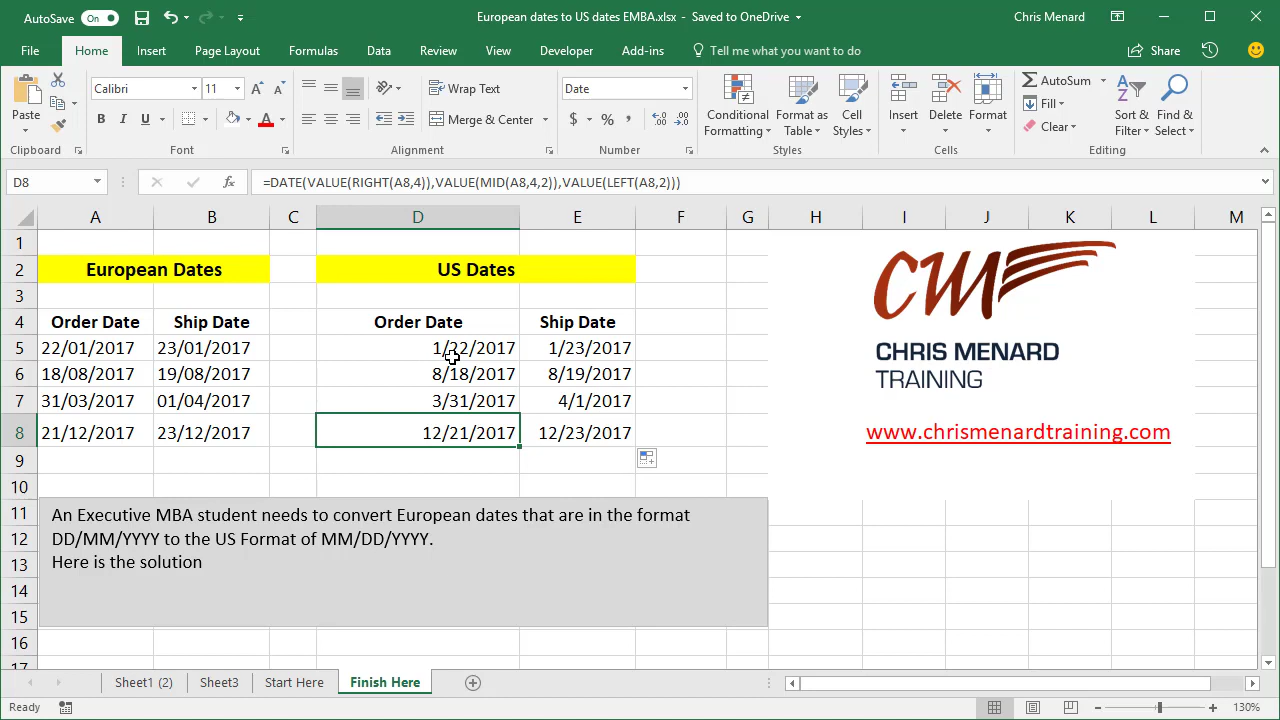 AutoSave On
European dates to US dates EMBA.xlsx - Saved to OneDrive
Chris Menard
File Home Insert Page Layout Formulas Data Review View Developer Add-ins Tell me what you want to do Share
Paste
Calibri 11
Wrap Text
Date
Conditional Formatting
Format as Table
Cell Styles
Insert Delete Format
AutoSum
Fill
Clear
Sort & Filter
Find & Select
B I U
Merge & Center
$ % ,
Clipboard Font Alignment Number Styles Cells Editing
D8 fx =DATE(VALUE(RIGHT(A8,4)),VALUE(MID(A8,4,2)),VALUE(LEFT(A8,2)))
A B C D E F G H I J K L M
1
2 European Dates US Dates
3
4 Order Date Ship Date Order Date Ship Date
5 22/01/2017 23/01/2017 1/22/2017 1/23/2017
6 18/08/2017 19/08/2017 8/18/2017 8/19/2017
7 31/03/2017 01/04/2017 3/31/2017 4/1/2017
8 21/12/2017 23/12/2017 12/21/2017 12/23/2017
9
10
11
12
13
14
15
16
17
An Executive MBA student needs to convert European dates that are in the format
DD/MM/YYYY to the US Format of MM/DD/YYYY.
Here is the solution
CM
CHRIS MENARD
TRAINING
www.chrismenardtraining.com
Sheet1 (2) Sheet3 Start Here Finish Here
Ready
130%